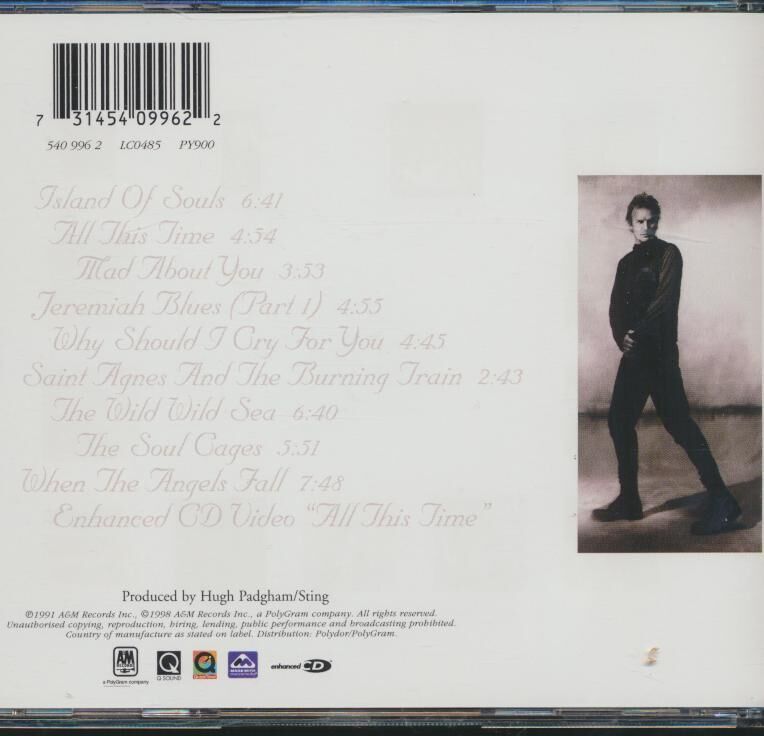 7 31454 09962 2
540 996 2 LC0485 PY900
Island Of Souls 6:41
All This Time 4:54
Mad About You 3:53
Jeremiah Blues (Part 1) 4:55
Why Should I Cry For You 4:45
Saint Agnes And The Burning Train 2:43
The Wild Wild Sea 6:40
The Soul Cages 5:51
When The Angels Fall 7:48
Enhanced CD Video "All This Time"
Produced by Hugh Padgham/Sting
℗1991 A&M Records Inc., ©1998 A&M Records Inc., a PolyGram company. All rights reserved.
Unauthorised copying, reproduction, hiring, lending, public performance and broadcasting prohibited.
Country of manufacture as stated on label. Distribution: Polydor/PolyGram.
A&M RECORDS
a PolyGram company
Q SOUND
QuickTime
enhanced CD